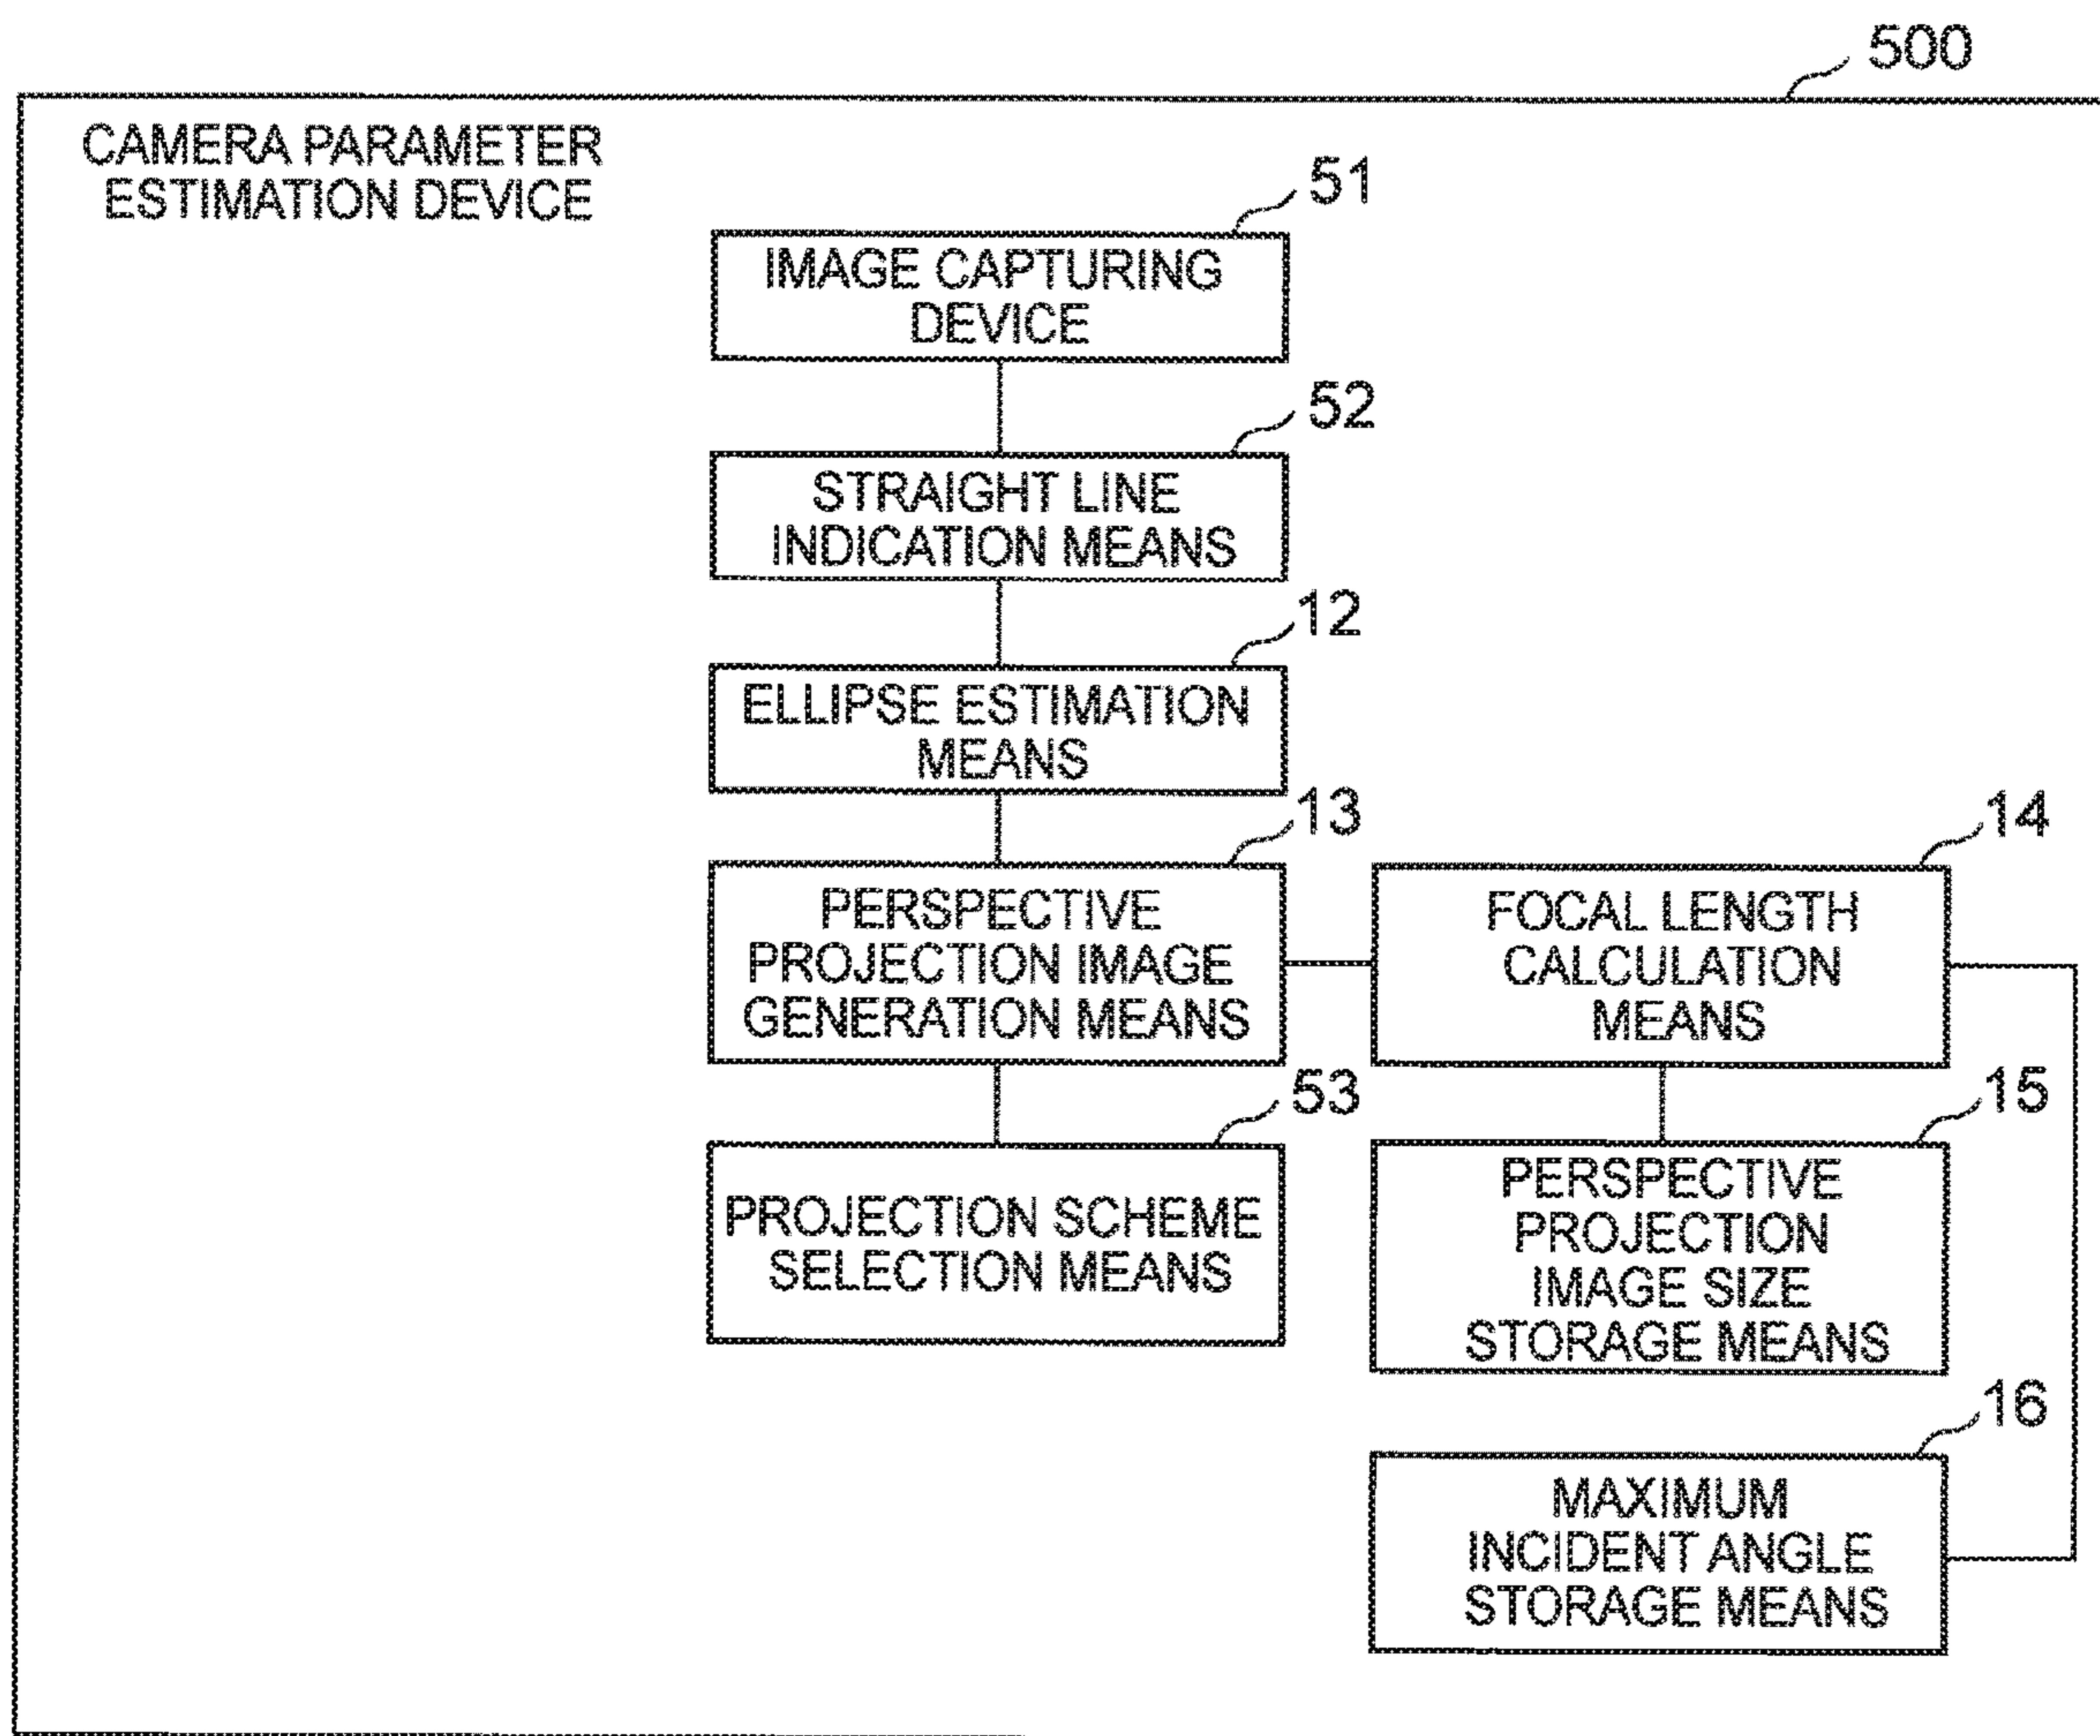 500
CAMERA PARAMETER
ESTIMATION DEVICE
51
IMAGE CAPTURING
DEVICE
52
STRAIGHT LINE
INDICATION MEANS
12
ELLIPSE ESTIMATION
MEANS
13
PERSPECTIVE
PROJECTION IMAGE
GENERATION MEANS
14
FOCAL LENGTH
CALCULATION
MEANS
53
PROJECTION SCHEME
SELECTION MEANS
15
PERSPECTIVE
PROJECTION
IMAGE SIZE
STORAGE MEANS
16
MAXIMUM
INCIDENT ANGLE
STORAGE MEANS